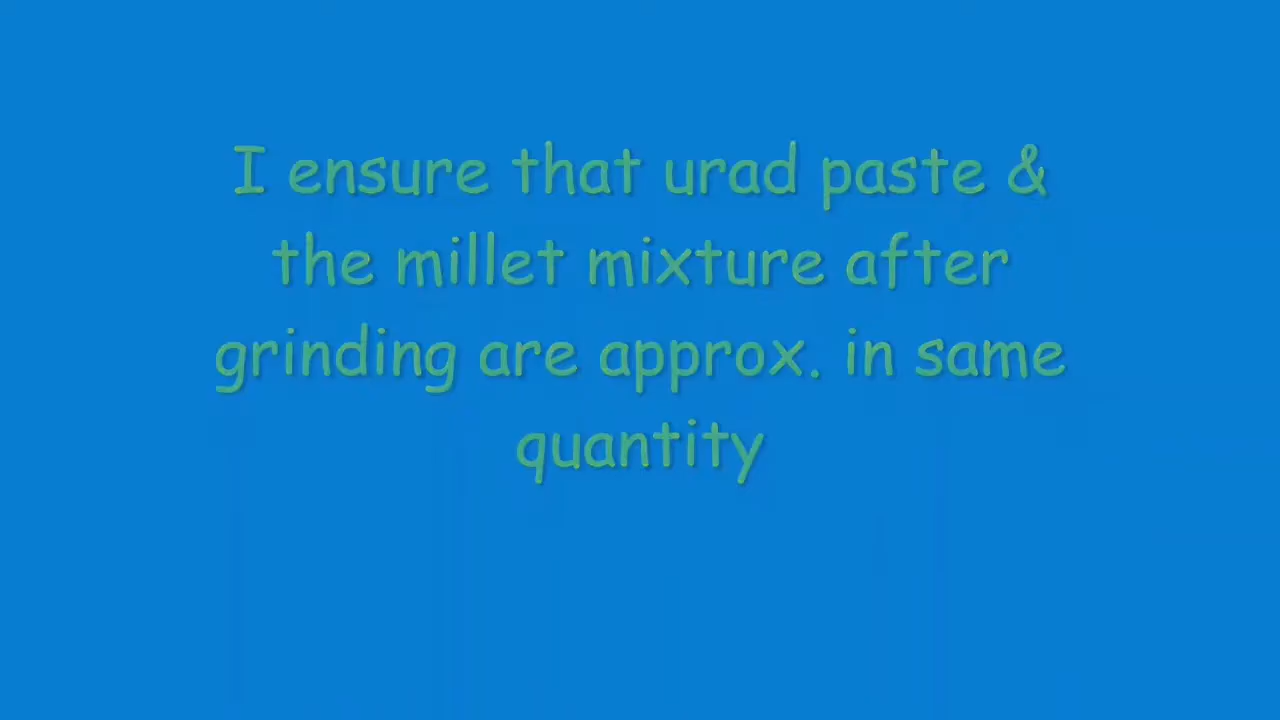 I ensure that urad paste &
the millet mixture after
grinding are approx. in same
quantity